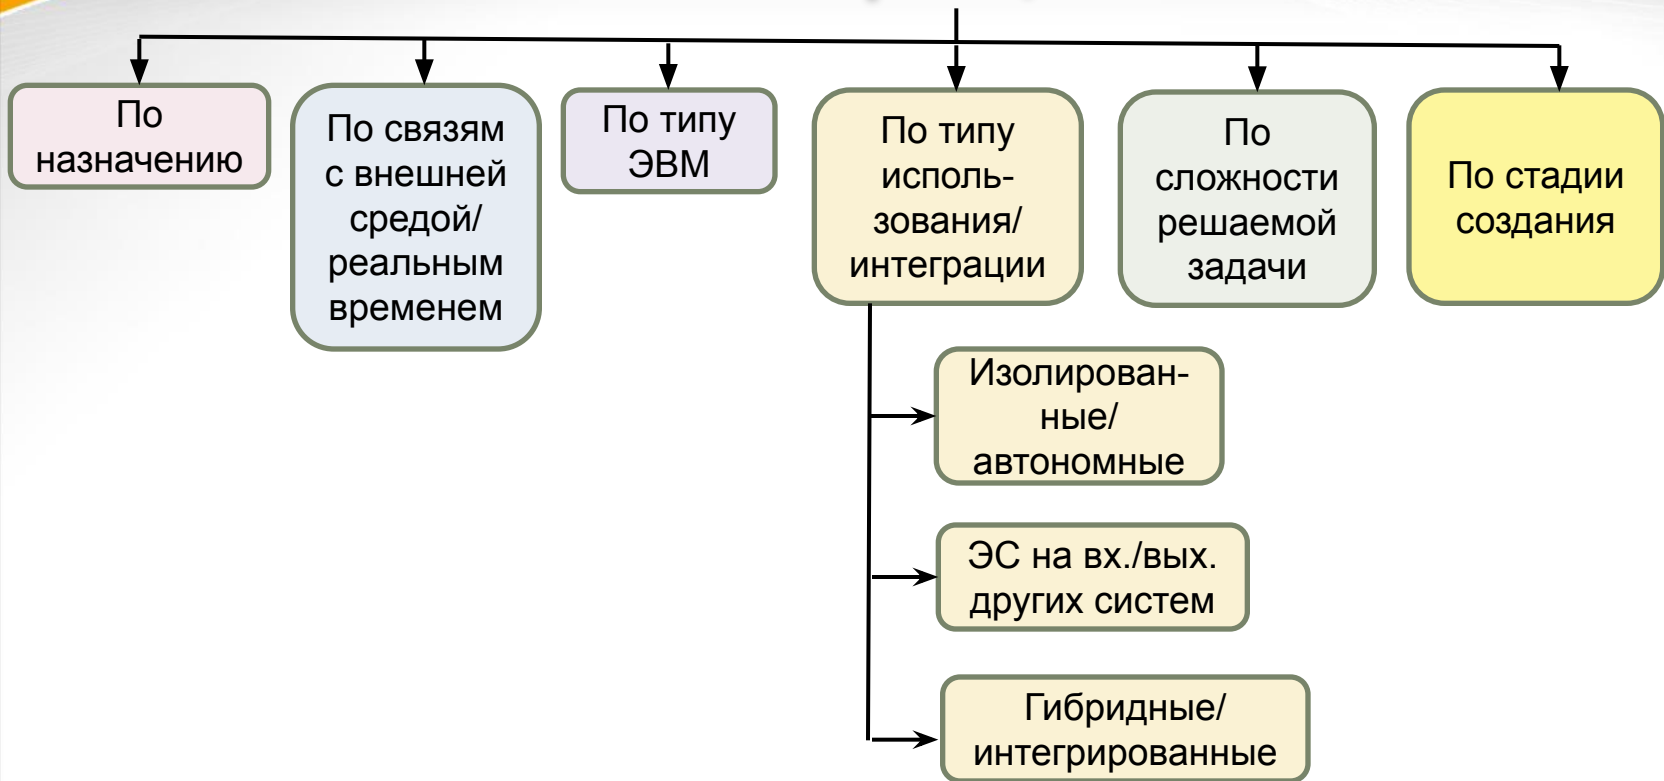 По
назначению
По связям
с внешней
средой/
реальным
временем
По типу
ЭВМ
По типу
исполь-
зования/
интеграции
По
сложности
решаемой
задачи
По стадии
создания
Изолирован-
ные/
автономные
ЭС на вх./вых.
других систем
Гибридные/
интегрированные